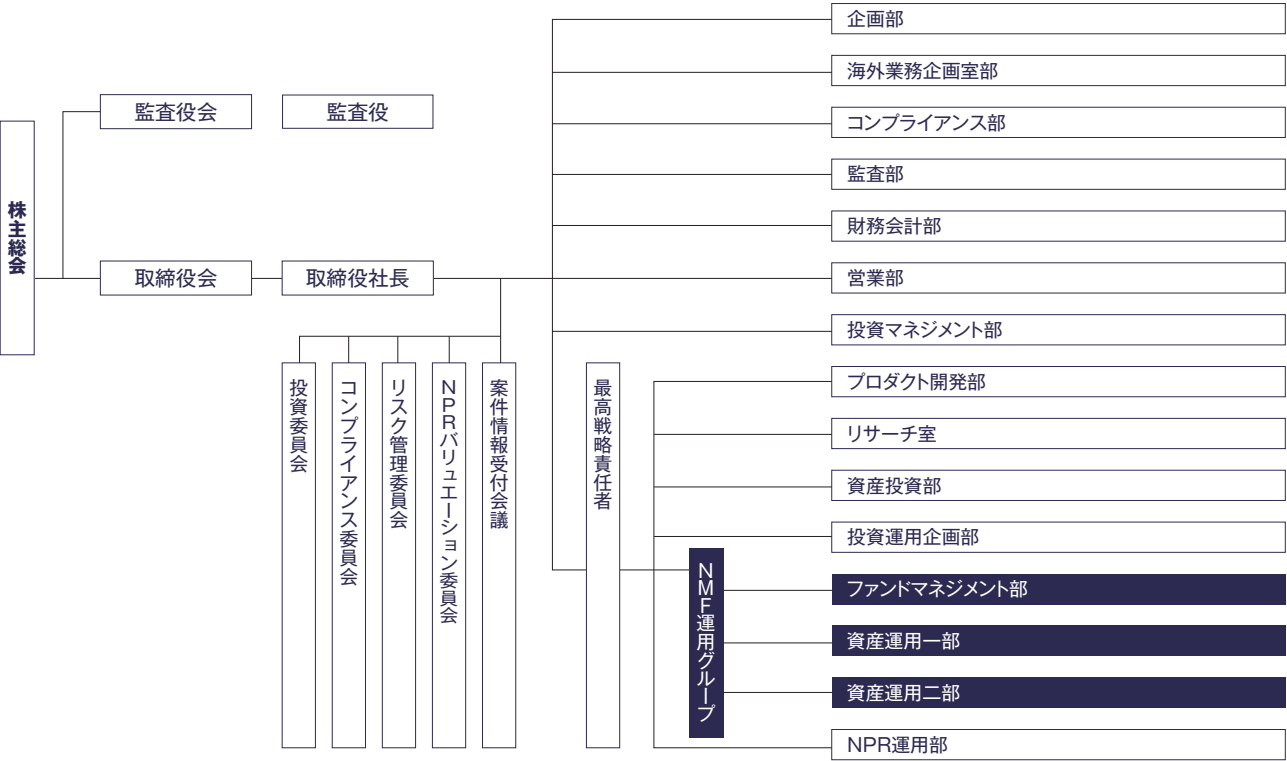 株主総会
監査役会
監査役
取締役会
取締役社長
投資委員会
コンプライアンス委員会
リスク管理委員会
NPRバリュエーション委員会
案件情報受付会議
最高戦略責任者
NMF運用グループ
企画部
海外業務企画室部
コンプライアンス部
監査部
財務会計部
営業部
投資マネジメント部
プロダクト開発部
リサーチ室
資産投資部
投資運用企画部
ファンドマネジメント部
資産運用一部
資産運用二部
NPR運用部